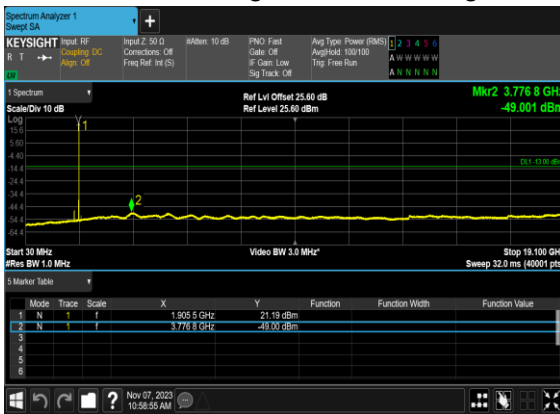 Spectrum Analyzer 1
Swept SA
KEYSIGHT Input: RF Input Z: 50 Ω #Atten: 10 dB PNO: Fast Avg Type: Power (RMS) 1 2 3 4 5 6
R T Coupling: DC Corrections: Off Gate: Off Avg|Hold: 100/100 A W W W W W
Align: Off Freq Ref: Int (S) IF Gain: Low Trig: Free Run
Sig Track: Off A N N N N N
1 Spectrum Ref Lvl Offset 25.60 dB Mkr2 3.776 8 GHz
Scale/Div 10 dB Ref Level 25.60 dBm -49.001 dBm
Log
15.6
5.60
-4.40
DL1 -13.00 dBm
-14.4
-24.4
-34.4
-44.4
-54.4
-64.4
1
2
Start 30 MHz Video BW 3.0 MHz* Stop 19.100 GH
#Res BW 1.0 MHz Sweep 32.0 ms (40001 pts
5 Marker Table
Mode Trace Scale X Y Function Function Width Function Value
1 N 1 f 1.905 5 GHz 21.19 dBm
2 N 1 f 3.776 8 GHz -49.00 dBm
3
4
5
6
? Nov 07, 2023
10:58:55 AM